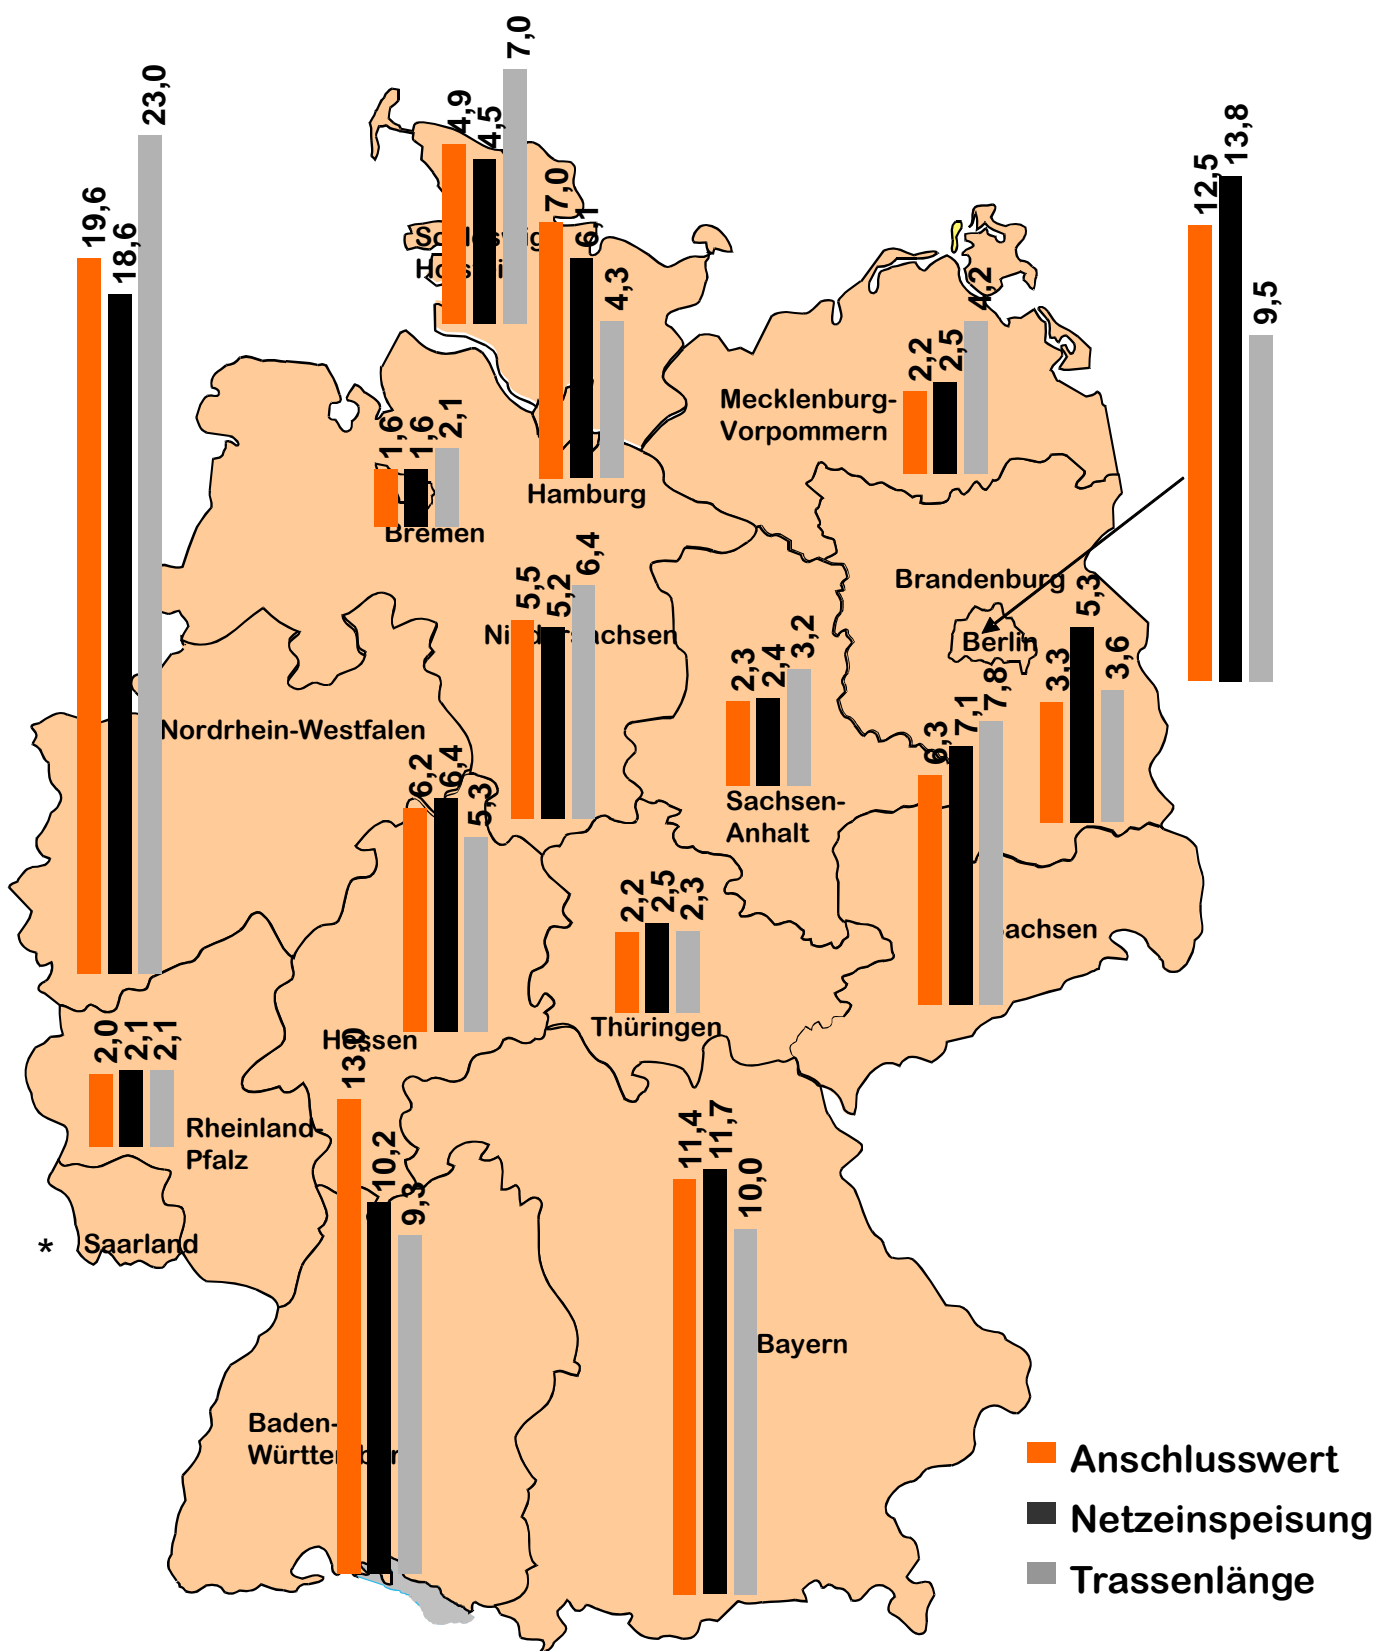 23,0
19,6
18,6
7,0
4,9
4,5
Schleswig
7,0
6,1
4,3
12,5
13,8
9,5
4,2
2,2
2,5
Mecklenburg-
Vorpommern
1,6
1,6
2,1
Hamburg
Bremen
5,5
5,2
6,4
Niedersachsen
Brandenburg
Berlin
3,3
5,3
3,6
2,3
2,4
3,2
Sachsen-
Anhalt
Nordrhein-Westfalen
6,2
6,4
5,3
6,3
7,1
7,8
Sachsen
2,2
2,5
2,3
Thüringen
Hessen
2,0
2,1
2,1
Rheinland-
Pfalz
* Saarland
13,0
10,2
9,3
11,4
11,7
10,0
Bayern
Baden-
Anschlusswert
Netzeinspeisung
Trassenlänge